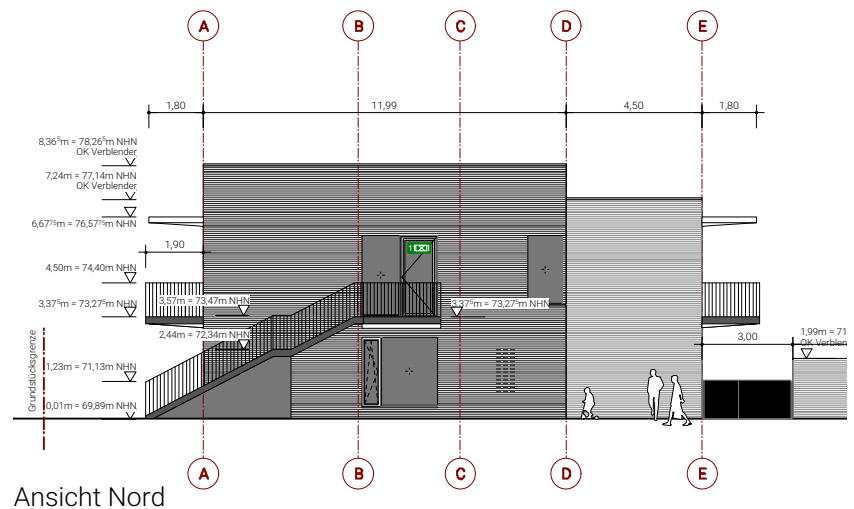 A B C D E
1,80 11,99 4,50 1,80
8,36⁵m = 78,26⁵m NHN
OK Verblender
7,24m = 77,14m NHN
OK Verblender
6,67⁷⁵m = 76,57⁷⁵m NHN
1,90
4,50m = 74,40m NHN
3,57m = 73,47m NHN
3,37⁵m = 73,27⁵m NHN
3,37⁵m = 73,27⁵m NHN
2,44m = 72,34m NHN
3,00
1,99m = 71
OK Verblend
1,23m = 71,13m NHN
Grundstücksgrenze
0,01m = 69,89m NHN
A B C D E
Ansicht Nord